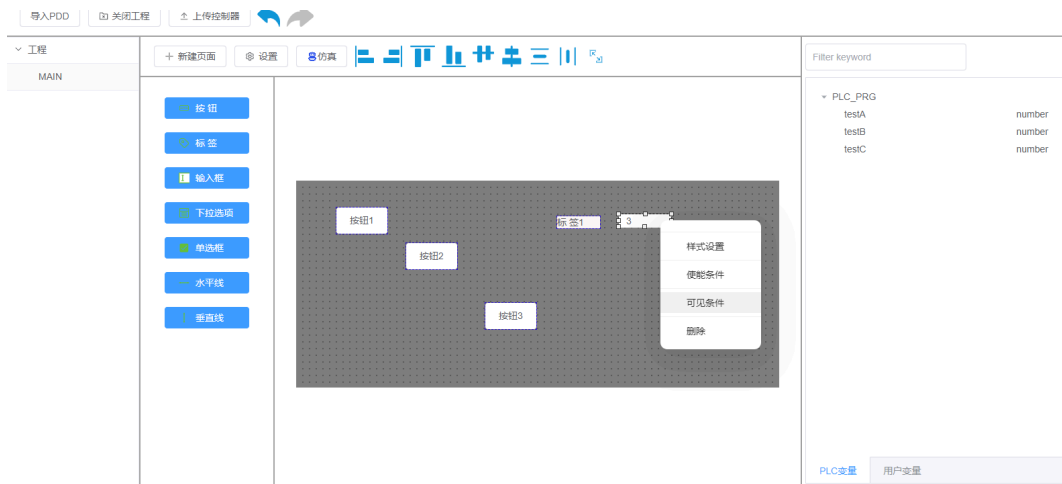 导入PDD 关闭工程 上传控制器
工程
MAIN
新建页面 设置 仿真
Filter keyword
按 钮
标 签
输入框
下拉选项
单选框
水平线
垂直线
按钮1
按钮2
按钮3
标 签1
3
样式设置
使能条件
可见条件
删除
PLC_PRG
testA number
testB number
testC number
PLC变量 用户变量